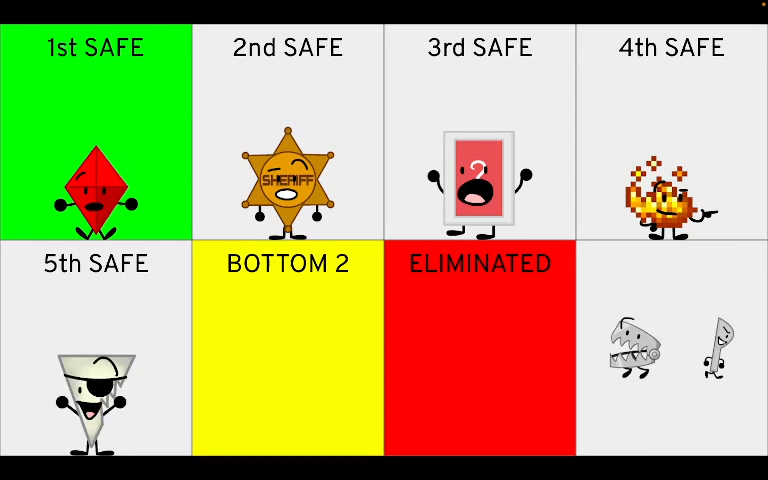 1st SAFE
2nd SAFE
3rd SAFE
4th SAFE
SHERIFF
?
5th SAFE
BOTTOM 2
ELIMINATED